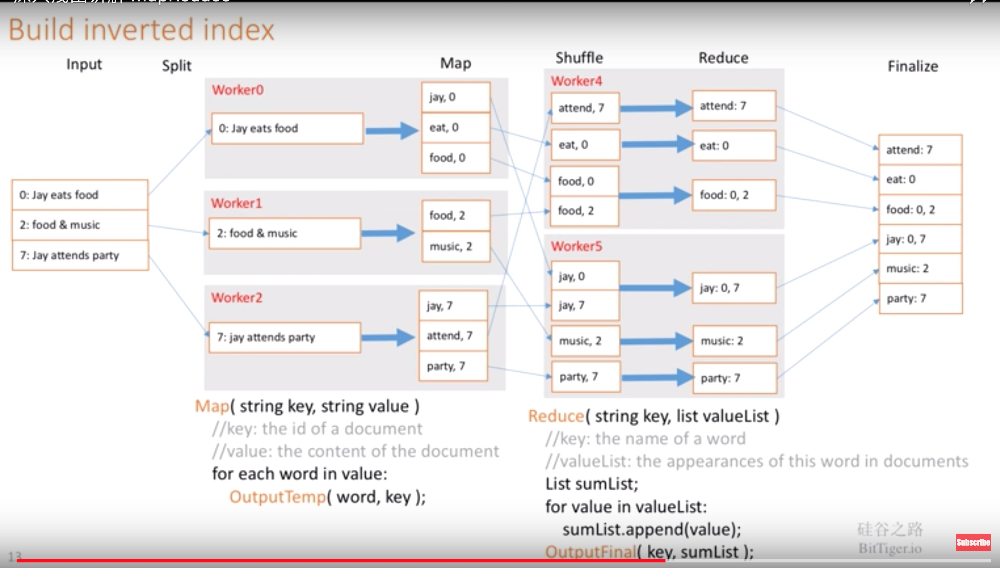 MapReduce
Build inverted index
Input
Split
Map
Shuffle
Reduce
Finalize
0: Jay eats food
2: food & music
7: Jay attends party
Worker0
0: Jay eats food
jay, 0
eat, 0
food, 0
Worker1
2: food & music
food, 2
music, 2
Worker2
7: jay attends party
jay, 7
attend, 7
party, 7
Worker4
attend, 7
eat, 0
food, 0
food, 2
attend: 7
eat: 0
food: 0, 2
Worker5
jay, 0
jay, 7
music, 2
party, 7
jay: 0, 7
music: 2
party: 7
attend: 7
eat: 0
food: 0, 2
jay: 0, 7
music: 2
party: 7
Map( string key, string value )
//key: the id of a document
//value: the content of the document
for each word in value:
OutputTemp( word, key );
Reduce( string key, list valueList )
//key: the name of a word
//valueList: the appearances of this word in documents
List sumList;
for value in valueList:
sumList.append(value);
OutputFinal( key, sumList );
硅谷之路
BitTiger.io
Subscribe
13